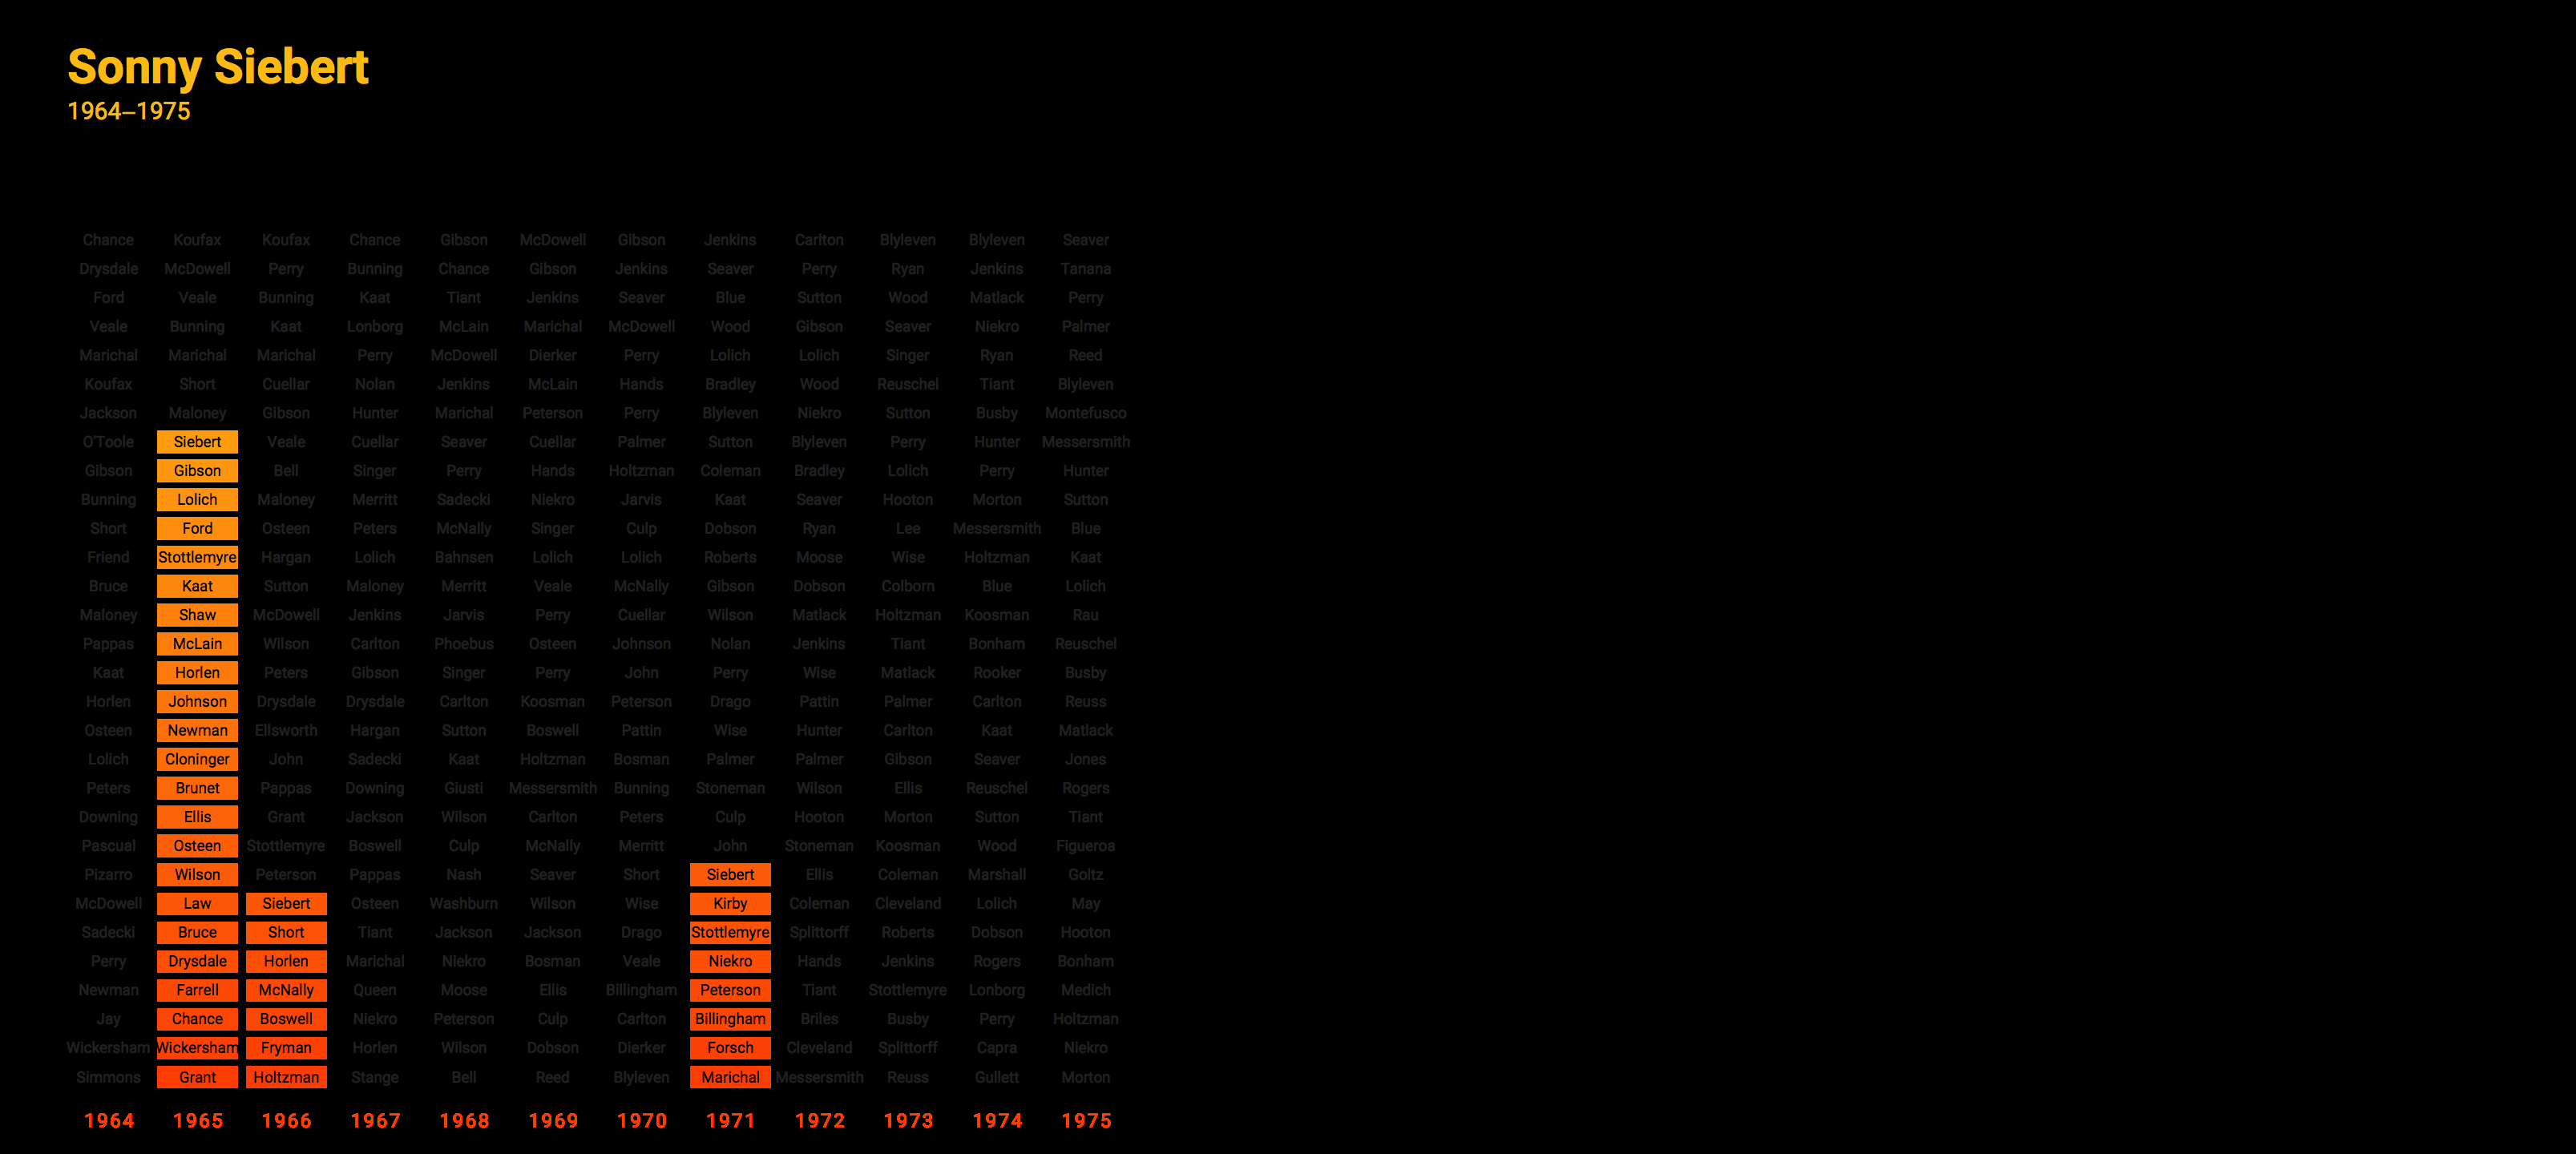 Sonny Siebert
1964–1975
Chance Koufax Koufax Chance Gibson McDowell Gibson Jenkins Carlton Blyleven Blyleven Seaver
Drysdale McDowell Perry Bunning Chance Gibson Jenkins Seaver Perry Ryan Jenkins Tanana
Ford Veale Bunning Kaat Tiant Jenkins Seaver Blue Sutton Wood Matlack Perry
Veale Bunning Kaat Lonborg McLain Marichal McDowell Wood Gibson Seaver Niekro Palmer
Marichal Marichal Marichal Perry McDowell Dierker Perry Lolich Lolich Singer Ryan Reed
Koufax Short Cuellar Nolan Jenkins McLain Hands Bradley Wood Reuschel Tiant Blyleven
Jackson Maloney Gibson Hunter Marichal Peterson Perry Blyleven Niekro Sutton Busby Montefusco
O'Toole Siebert Veale Cuellar Seaver Cuellar Palmer Sutton Blyleven Perry Hunter Messersmith
Gibson Gibson Bell Singer Perry Hands Holtzman Coleman Bradley Lolich Perry Hunter
Bunning Lolich Maloney Merritt Sadecki Niekro Jarvis Kaat Seaver Hooton Morton Sutton
Short Ford Osteen Peters McNally Singer Culp Dobson Ryan Lee Messersmith Blue
Friend Stottlemyre Hargan Lolich Bahnsen Lolich Lolich Roberts Moose Wise Holtzman Kaat
Bruce Kaat Sutton Maloney Merritt Veale McNally Gibson Dobson Colborn Blue Lolich
Maloney Shaw McDowell Jenkins Jarvis Perry Cuellar Wilson Matlack Holtzman Koosman Rau
Pappas McLain Wilson Carlton Phoebus Osteen Johnson Nolan Jenkins Tiant Bonham Reuschel
Kaat Horlen Peters Gibson Singer Perry John Perry Wise Matlack Rooker Busby
Horlen Johnson Drysdale Drysdale Carlton Koosman Peterson Drago Pattin Palmer Carlton Reuss
Osteen Newman Ellsworth Hargan Sutton Boswell Pattin Wise Hunter Carlton Kaat Matlack
Lolich Cloninger John Sadecki Kaat Holtzman Bosman Palmer Palmer Gibson Seaver Jones
Peters Brunet Pappas Downing Giusti Messersmith Bunning Stoneman Wilson Ellis Reuschel Rogers
Downing Ellis Grant Jackson Wilson Carlton Peters Culp Hooton Morton Sutton Tiant
Pascual Osteen Stottlemyre Boswell Culp McNally Merritt John Stoneman Koosman Wood Figueroa
Pizarro Wilson Peterson Pappas Nash Seaver Short Siebert Ellis Coleman Marshall Goltz
McDowell Law Siebert Osteen Washburn Wilson Wise Kirby Coleman Cleveland Lolich May
Sadecki Bruce Short Tiant Jackson Jackson Drago Stottlemyre Splittorff Roberts Dobson Hooton
Perry Drysdale Horlen Marichal Niekro Bosman Veale Niekro Hands Jenkins Rogers Bonham
Newman Farrell McNally Queen Moose Ellis Billingham Peterson Tiant Stottlemyre Lonborg Medich
Jay Chance Boswell Niekro Peterson Culp Carlton Billingham Briles Busby Perry Holtzman
Wickersham Wickersham Fryman Horlen Wilson Dobson Dierker Forsch Cleveland Splittorff Capra Niekro
Simmons Grant Holtzman Stange Bell Reed Blyleven Marichal Messersmith Reuss Gullett Morton
1964 1965 1966 1967 1968 1969 1970 1971 1972 1973 1974 1975